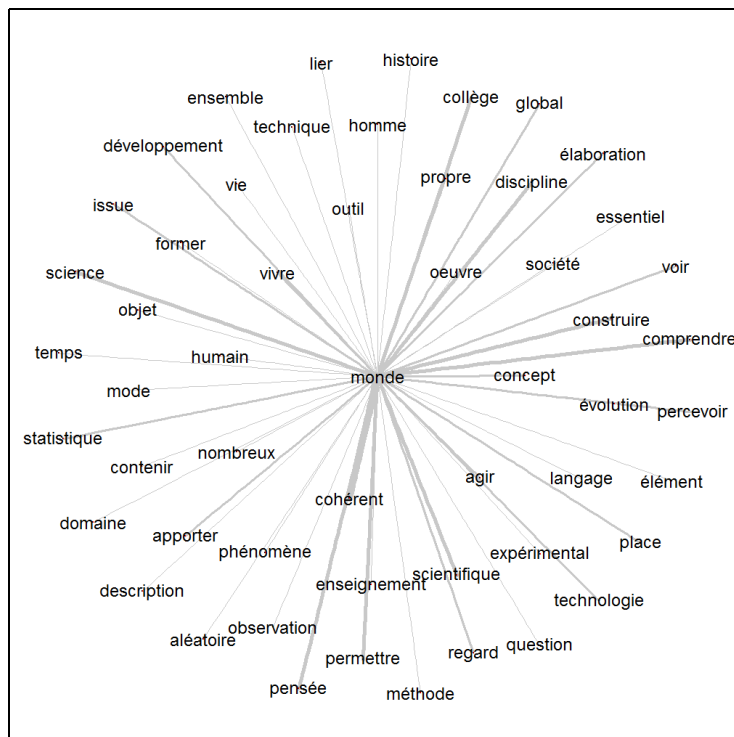 histoire
lier
collège
ensemble
global
technique
homme
développement
élaboration
propre
discipline
vie
issue
outil
essentiel
former
société
voir
science
vivre
oeuvre
objet
construire
comprendre
temps
humain
monde
concept
mode
évolution
percevoir
statistique
nombreux
contenir
agir
langage
élément
cohérent
domaine
apporter
place
phénomène
expérimental
scientifique
enseignement
description
technologie
observation
aléatoire
question
regard
permettre
pensée
méthode